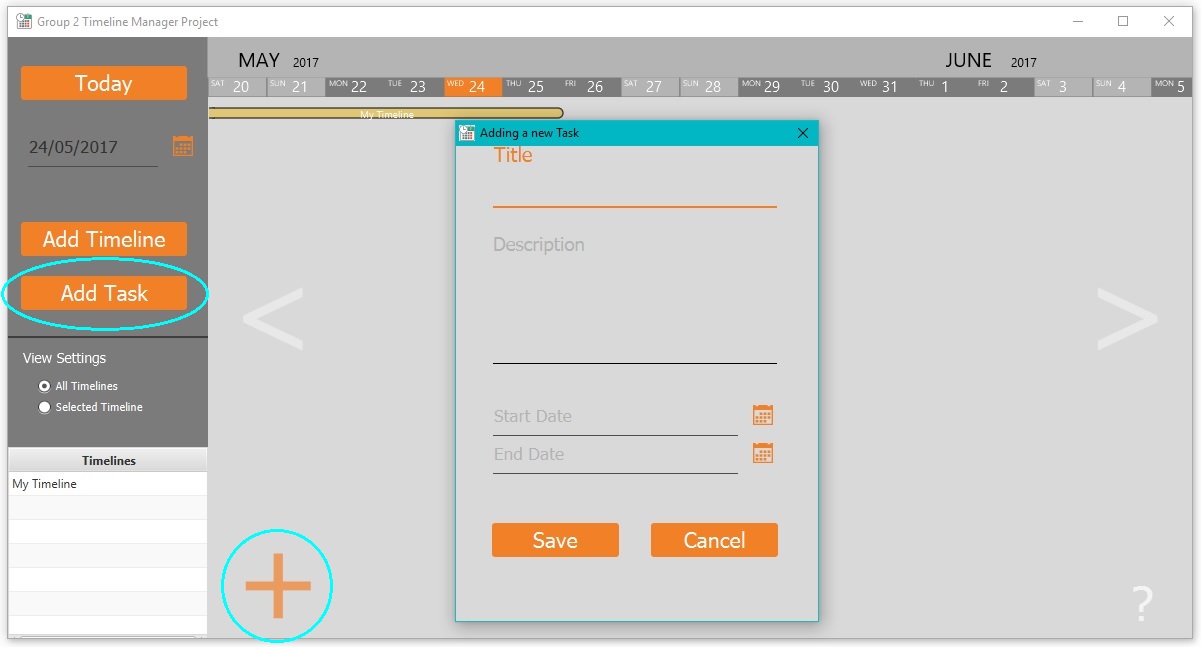 Group 2 Timeline Manager Project
Today
24/05/2017
Add Timeline
Add Task
View Settings
All Timelines
Selected Timeline
Timelines
My Timeline
MAY 2017 JUNE 2017
SAT 20 SUN 21 MON 22 TUE 23 WED 24 THU 25 FRI 26 SAT 27 SUN 28 MON 29 TUE 30 WED 31 THU 1 FRI 2 SAT 3 SUN 4 MON 5
My Timeline
<
>
?
Adding a new Task
Title
Description
Start Date
End Date
Save Cancel